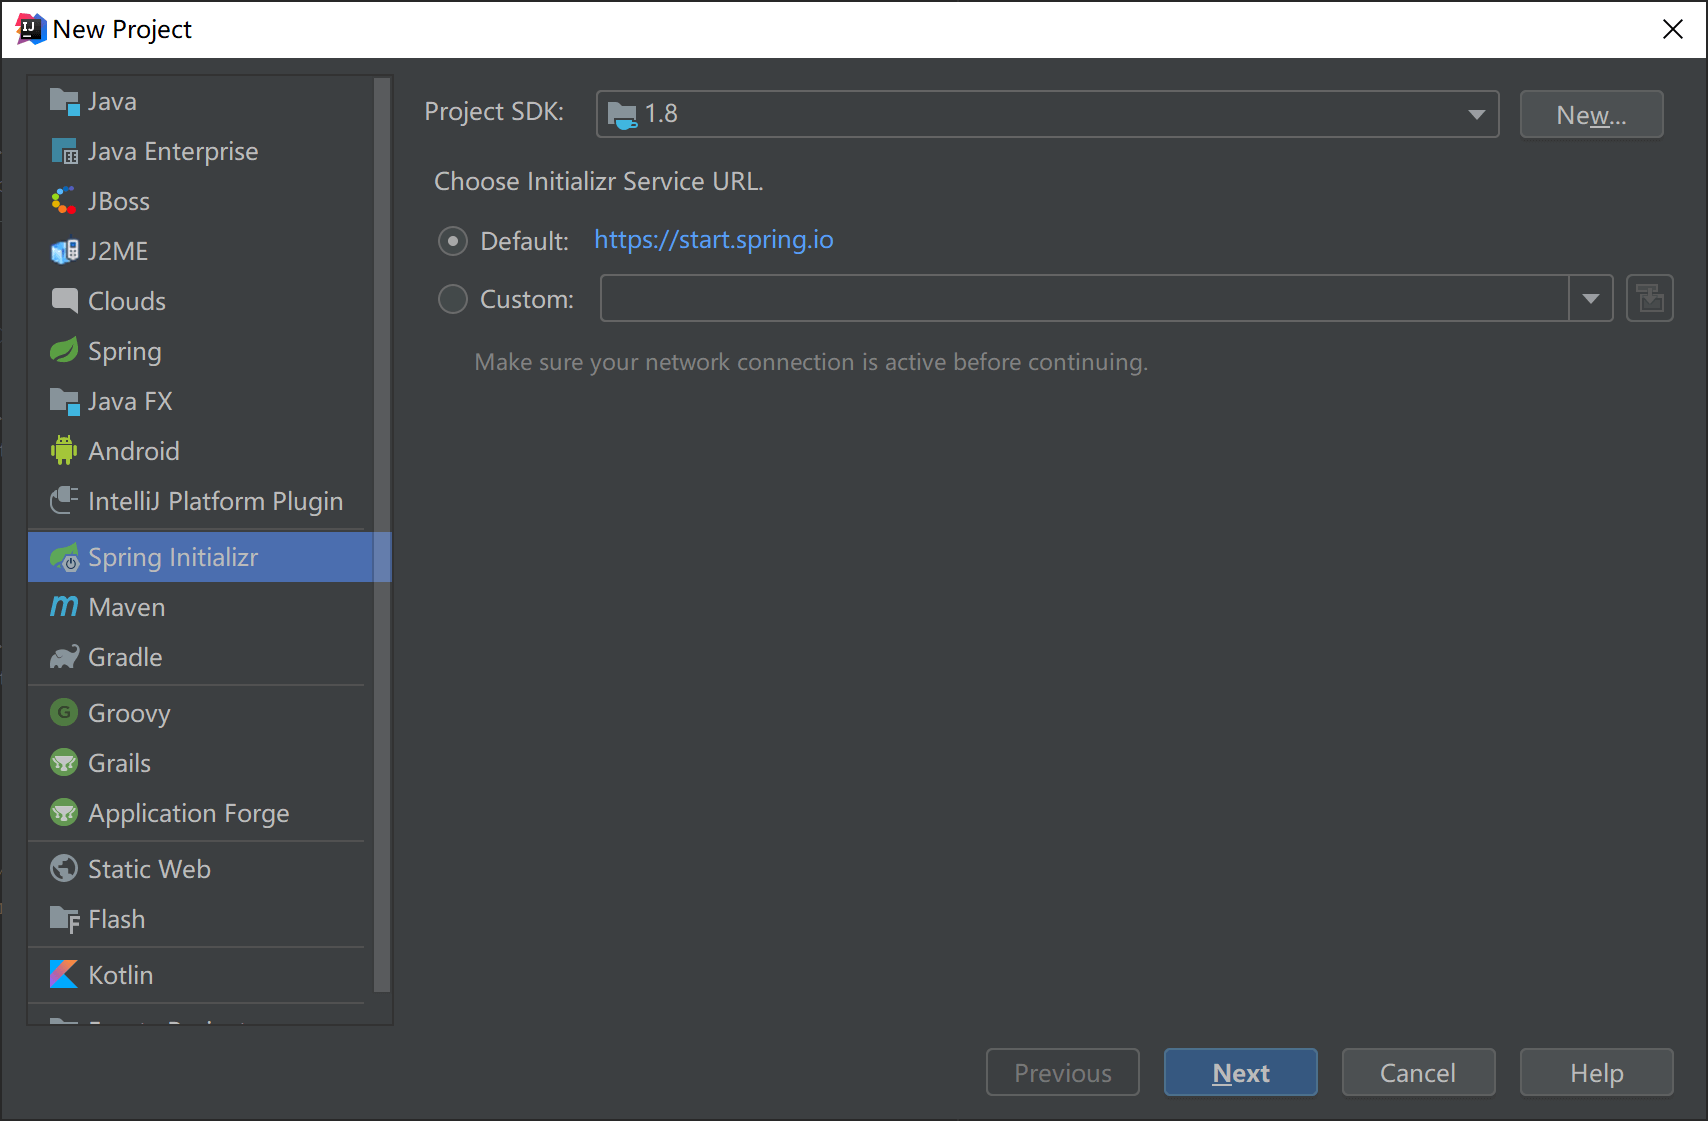 New Project
Java
Java Enterprise
JBoss
J2ME
Clouds
Spring
Java FX
Android
IntelliJ Platform Plugin
Spring Initializr
Maven
Gradle
Groovy
Grails
Application Forge
Static Web
Flash
Kotlin
Project SDK: 1.8 New...
Choose Initializr Service URL.
Default: https://start.spring.io
Custom:
Make sure your network connection is active before continuing.
Previous Next Cancel Help